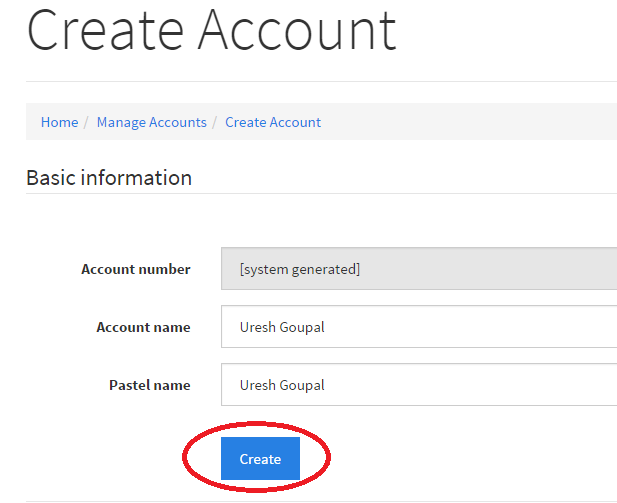 Create Account
Home / Manage Accounts / Create Account
Basic information
Account number [system generated]
Account name Uresh Goupal
Pastel name Uresh Goupal
Create